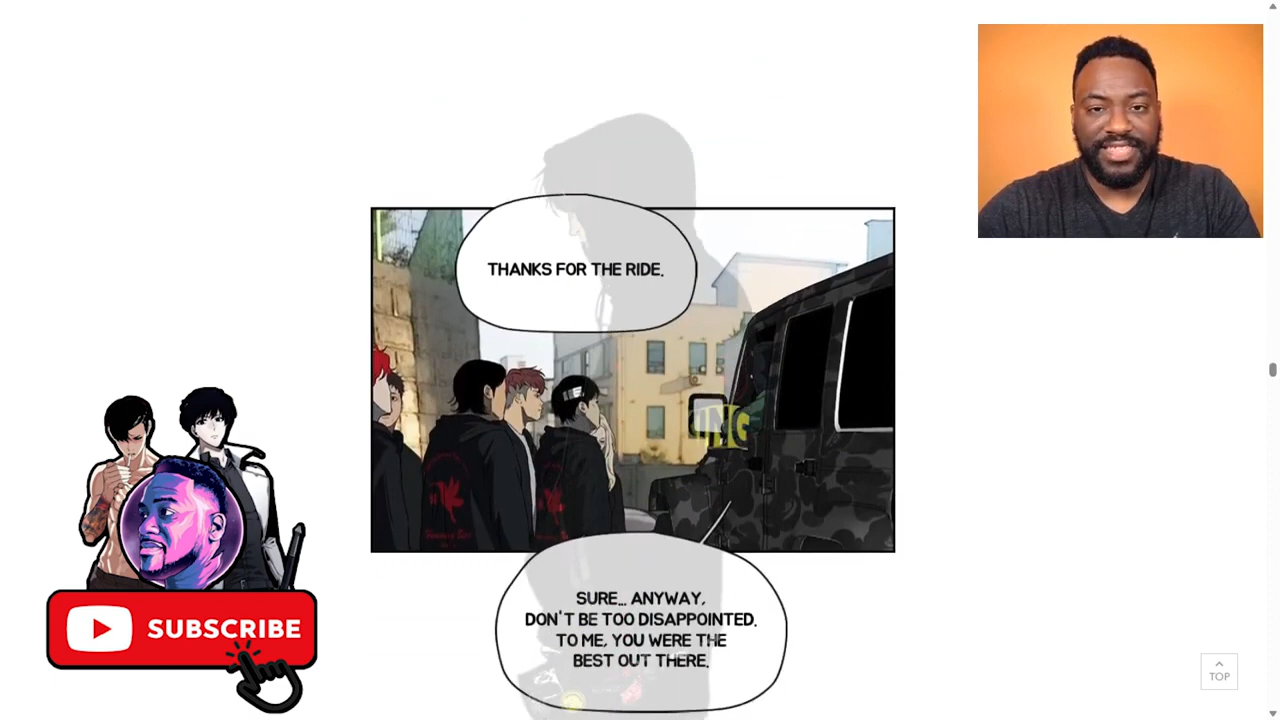 THANKS FOR THE RIDE.
SURE... ANYWAY,
DON'T BE TOO DISAPPOINTED.
TO ME, YOU WERE THE
BEST OUT THERE.
SUBSCRIBE
TOP